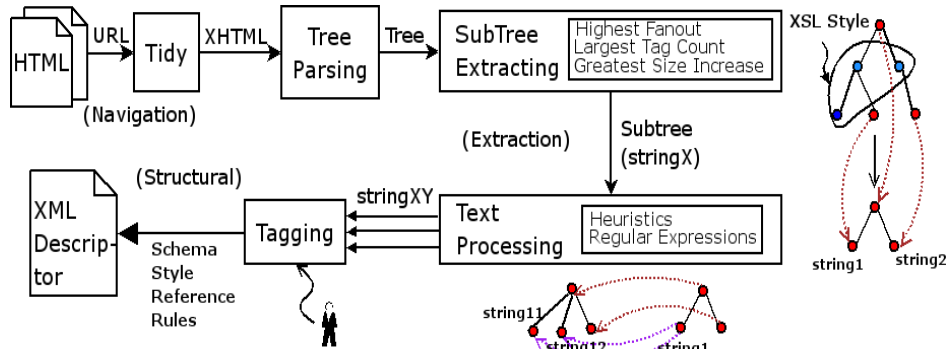 HTML
URL
Tidy
XHTML
Tree
Parsing
Tree
SubTree
Extracting
Highest Fanout
Largest Tag Count
Greatest Size Increase
XSL Style
(Navigation)
(Extraction)
Subtree
(stringX)
(Structural)
XML
Descrip-
tor
Schema
Style
Reference
Rules
Tagging
stringXY
Text
Processing
Heuristics
Regular Expressions
string1
string2
string11
string12
string1